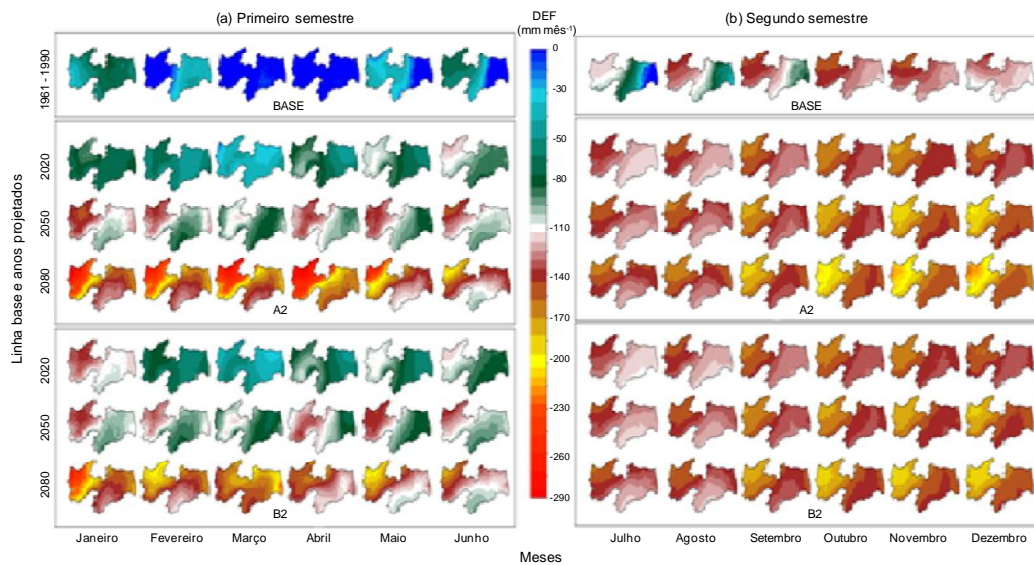 (a) Primeiro semestre
DEF
(mm mês⁻¹)
(b) Segundo semestre
Linha base e anos projetados
1961 - 1990
BASE
2020
2050
2080
A2
2020
2050
2080
B2
Janeiro Fevereiro Março Abril Maio Junho
0
-30
-50
-80
-110
-140
-170
-200
-230
-260
-290
BASE
A2
B2
Julho Agosto Setembro Outubro Novembro Dezembro
Meses